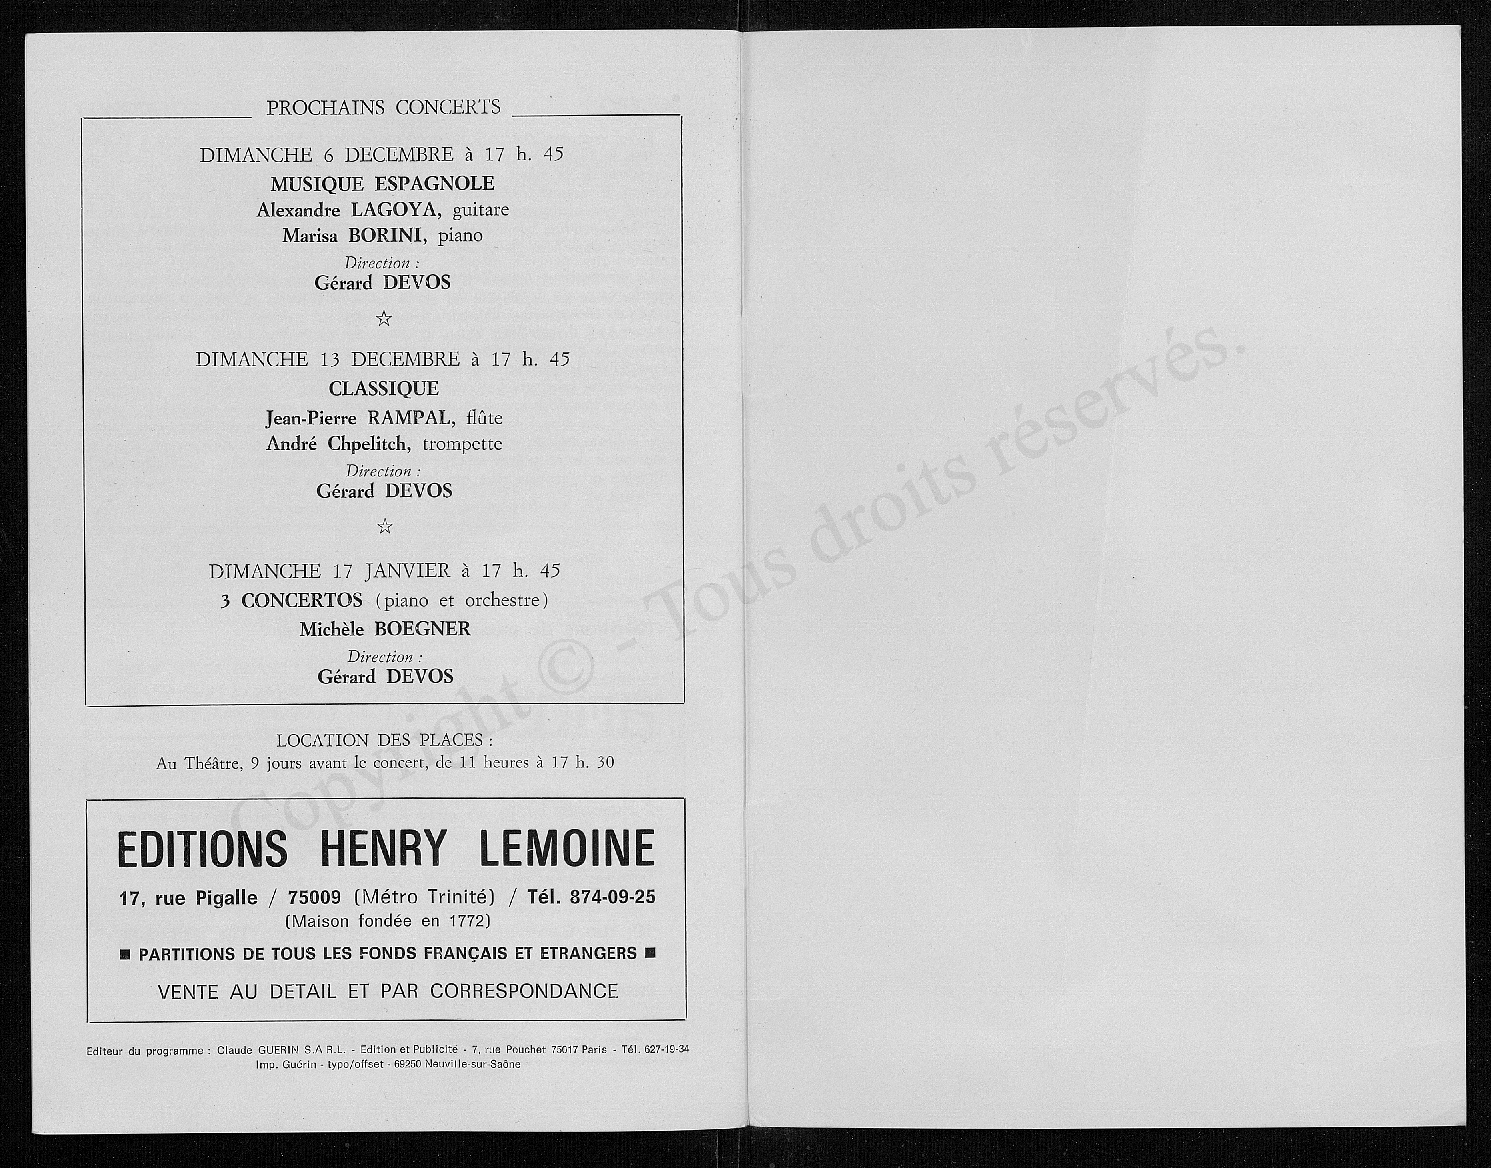 PROCHAINS CONCERTS
DIMANCHE 6 DECEMBRE à 17 h. 45
MUSIQUE ESPAGNOLE
Alexandre LAGOYA, guitare
Marisa BORINI, piano
Direction :
Gérard DEVOS
☆
DIMANCHE 13 DECEMBRE à 17 h. 45
CLASSIQUE
Jean-Pierre RAMPAL, flûte
André Chpelitch, trompette
Direction :
Gérard DEVOS
☆
DIMANCHE 17 JANVIER à 17 h. 45
3 CONCERTOS (piano et orchestre)
Michèle BOEGNER
Direction :
Gérard DEVOS
LOCATION DES PLACES :
Au Théâtre, 9 jours avant le concert, de 11 heures à 17 h. 30
EDITIONS HENRY LEMOINE
17, rue Pigalle / 75009 (Métro Trinité) / Tél. 874-09-25
(Maison fondée en 1772)
■ PARTITIONS DE TOUS LES FONDS FRANÇAIS ET ETRANGERS ■
VENTE AU DETAIL ET PAR CORRESPONDANCE
Editeur du programme : Claude GUERIN S.A.R.L. - Edition et Publicité - 7, rue Pouchet 75017 Paris - Tél. 627-19-34
Imp. Guérin - typo/offset - 69250 Neuville-sur-Saône
Copyright © - Tous droits réservés.